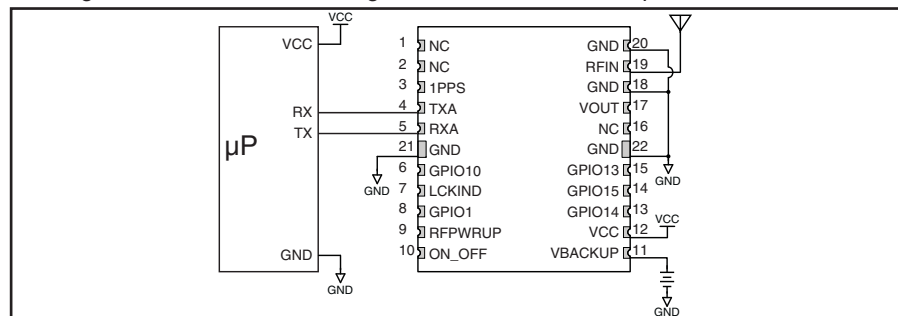 VCC
VCC
RX
TX
µP
GND
GND
1 NC
2 NC
3 1PPS
4 TXA
5 RXA
21 GND
GND
6 GPIO10
7 LCKIND
8 GPIO1
9 RFPWRUP
10 ON_OFF
GND 20
RFIN 19
GND 18
VOUT 17
NC 16
GND 22
GND
GPIO13 15
GPIO15 14
GPIO14 13
VCC
VCC 12
VBACKUP 11
GND